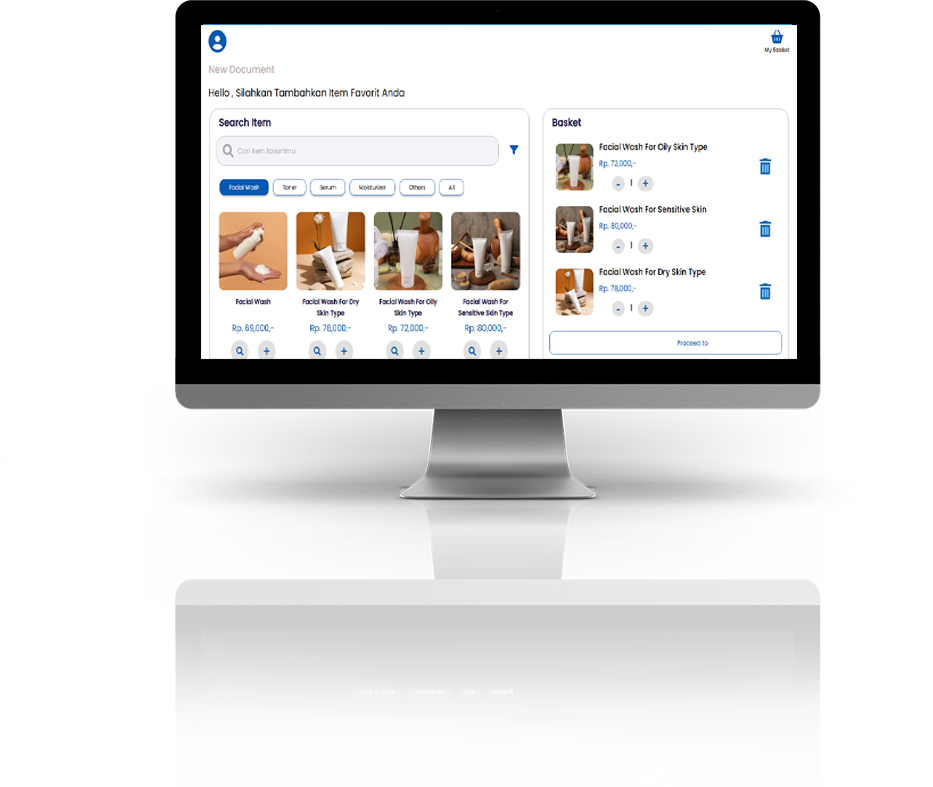 My Basket
New Document
Hello , Silahkan Tambahkan Item Favorit Anda
Search Item
Cari item favoritmu
Facial Wash
Toner
Serum
Moisturizer
Others
All
Facial Wash
Rp. 69,000,-
+
Facial Wash For Dry
Skin Type
Rp. 78,000,-
+
Facial Wash For Oily
Skin Type
Rp. 72,000,-
+
Facial Wash For
Sensitive Skin Type
Rp. 80,000,-
+
Basket
Facial Wash For Oily Skin Type
Rp. 72,000,-
- 1 +
Facial Wash For Sensitive Skin
Rp. 80,000,-
- 1 +
Facial Wash For Dry Skin Type
Rp. 78,000,-
- 1 +
Proceed to